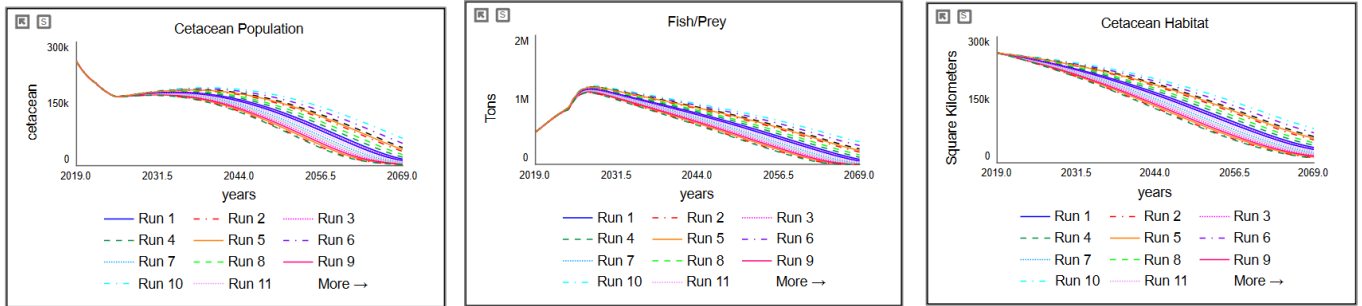 S
Cetacean Population
300k
150k
0
cetacean
2019.0 2031.5 2044.0 2056.5 2069.0
years
Run 1 Run 2 Run 3
Run 4 Run 5 Run 6
Run 7 Run 8 Run 9
Run 10 Run 11 More →
S
Fish/Prey
2M
1M
0
Tons
2019.0 2031.5 2044.0 2056.5 2069.0
years
Run 1 Run 2 Run 3
Run 4 Run 5 Run 6
Run 7 Run 8 Run 9
Run 10 Run 11 More →
S
Cetacean Habitat
300k
150k
0
Square Kilometers
2019.0 2031.5 2044.0 2056.5 2069.0
years
Run 1 Run 2 Run 3
Run 4 Run 5 Run 6
Run 7 Run 8 Run 9
Run 10 Run 11 More →